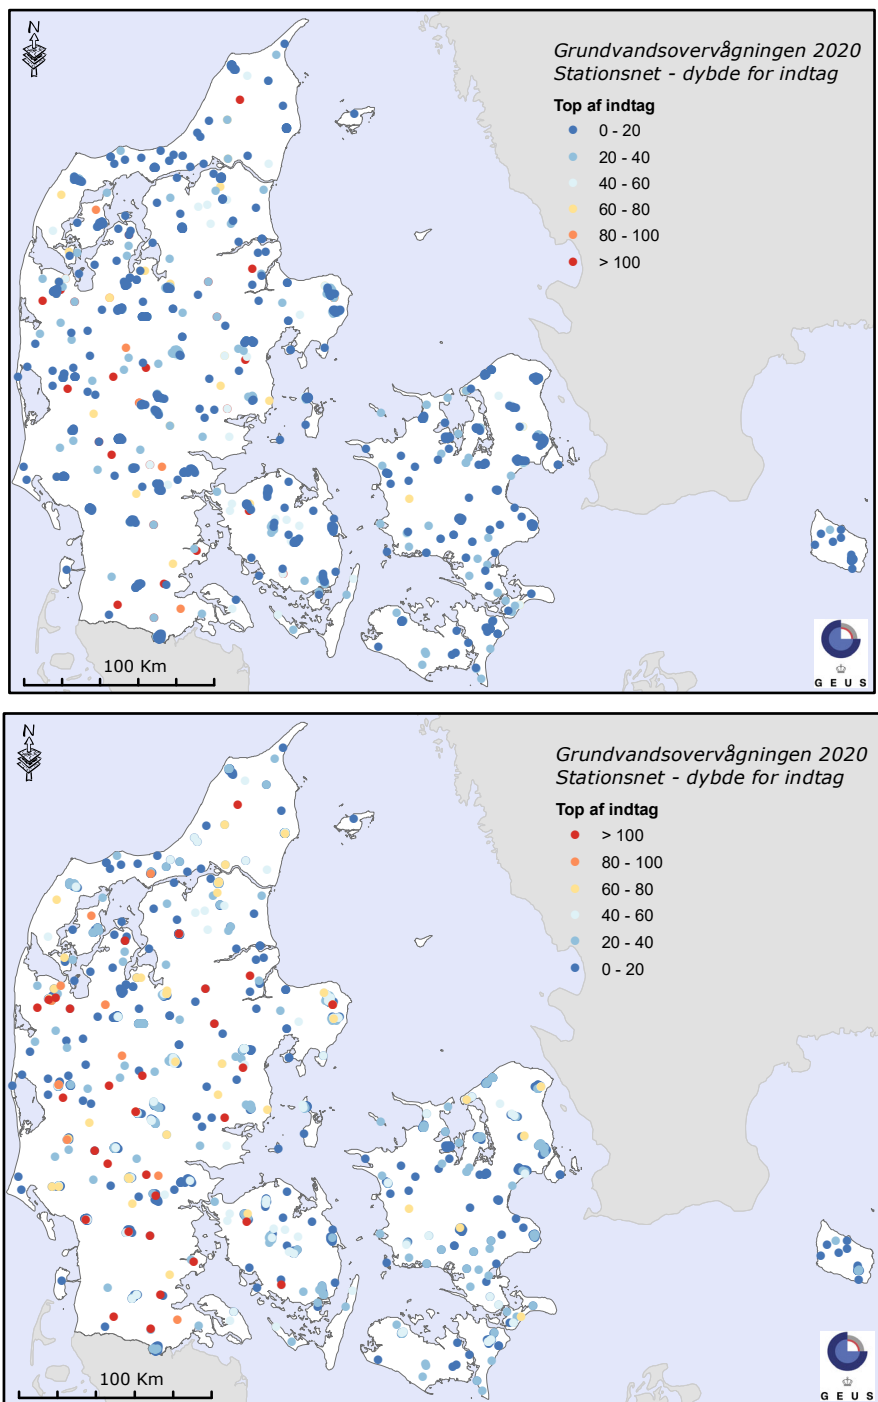 N
Grundvandsovervågningen 2020
Stationsnet - dybde for indtag
Top af indtag
0 - 20
20 - 40
40 - 60
60 - 80
80 - 100
> 100
100 Km
G E U S
N
Grundvandsovervågningen 2020
Stationsnet - dybde for indtag
Top af indtag
> 100
80 - 100
60 - 80
40 - 60
20 - 40
0 - 20
100 Km
G E U S